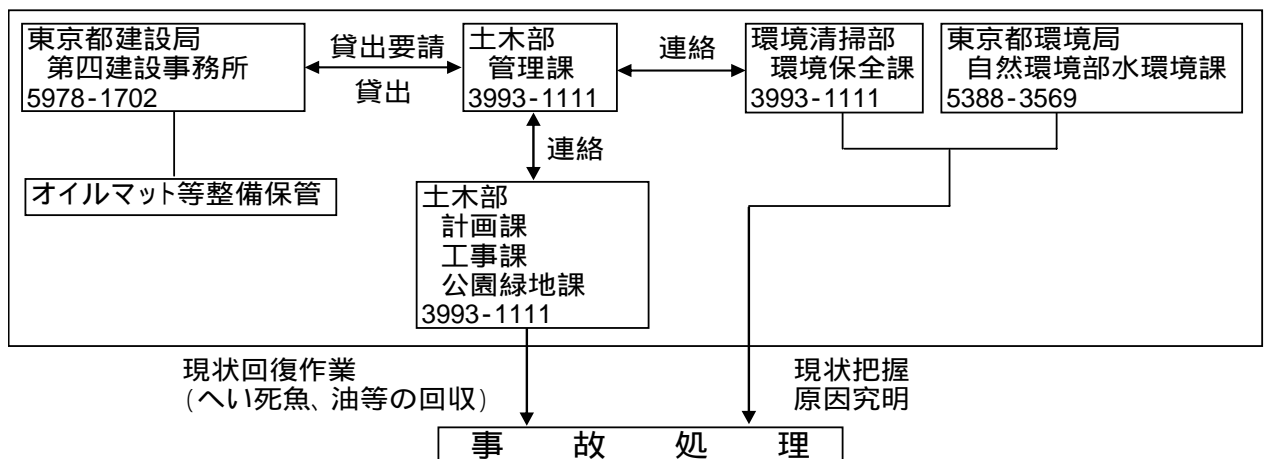 東京都建設局
第四建設事務所
5978-1702
貸出要請
貸出
土木部
管理課
3993-1111
連絡
環境清掃部
環境保全課
3993-1111
東京都環境局
自然環境部水環境課
5388-3569
連絡
オイルマット等整備保管
土木部
計画課
工事課
公園緑地課
3993-1111
現状回復作業
(へい死魚、油等の回収)
現状把握
原因究明
事故処理